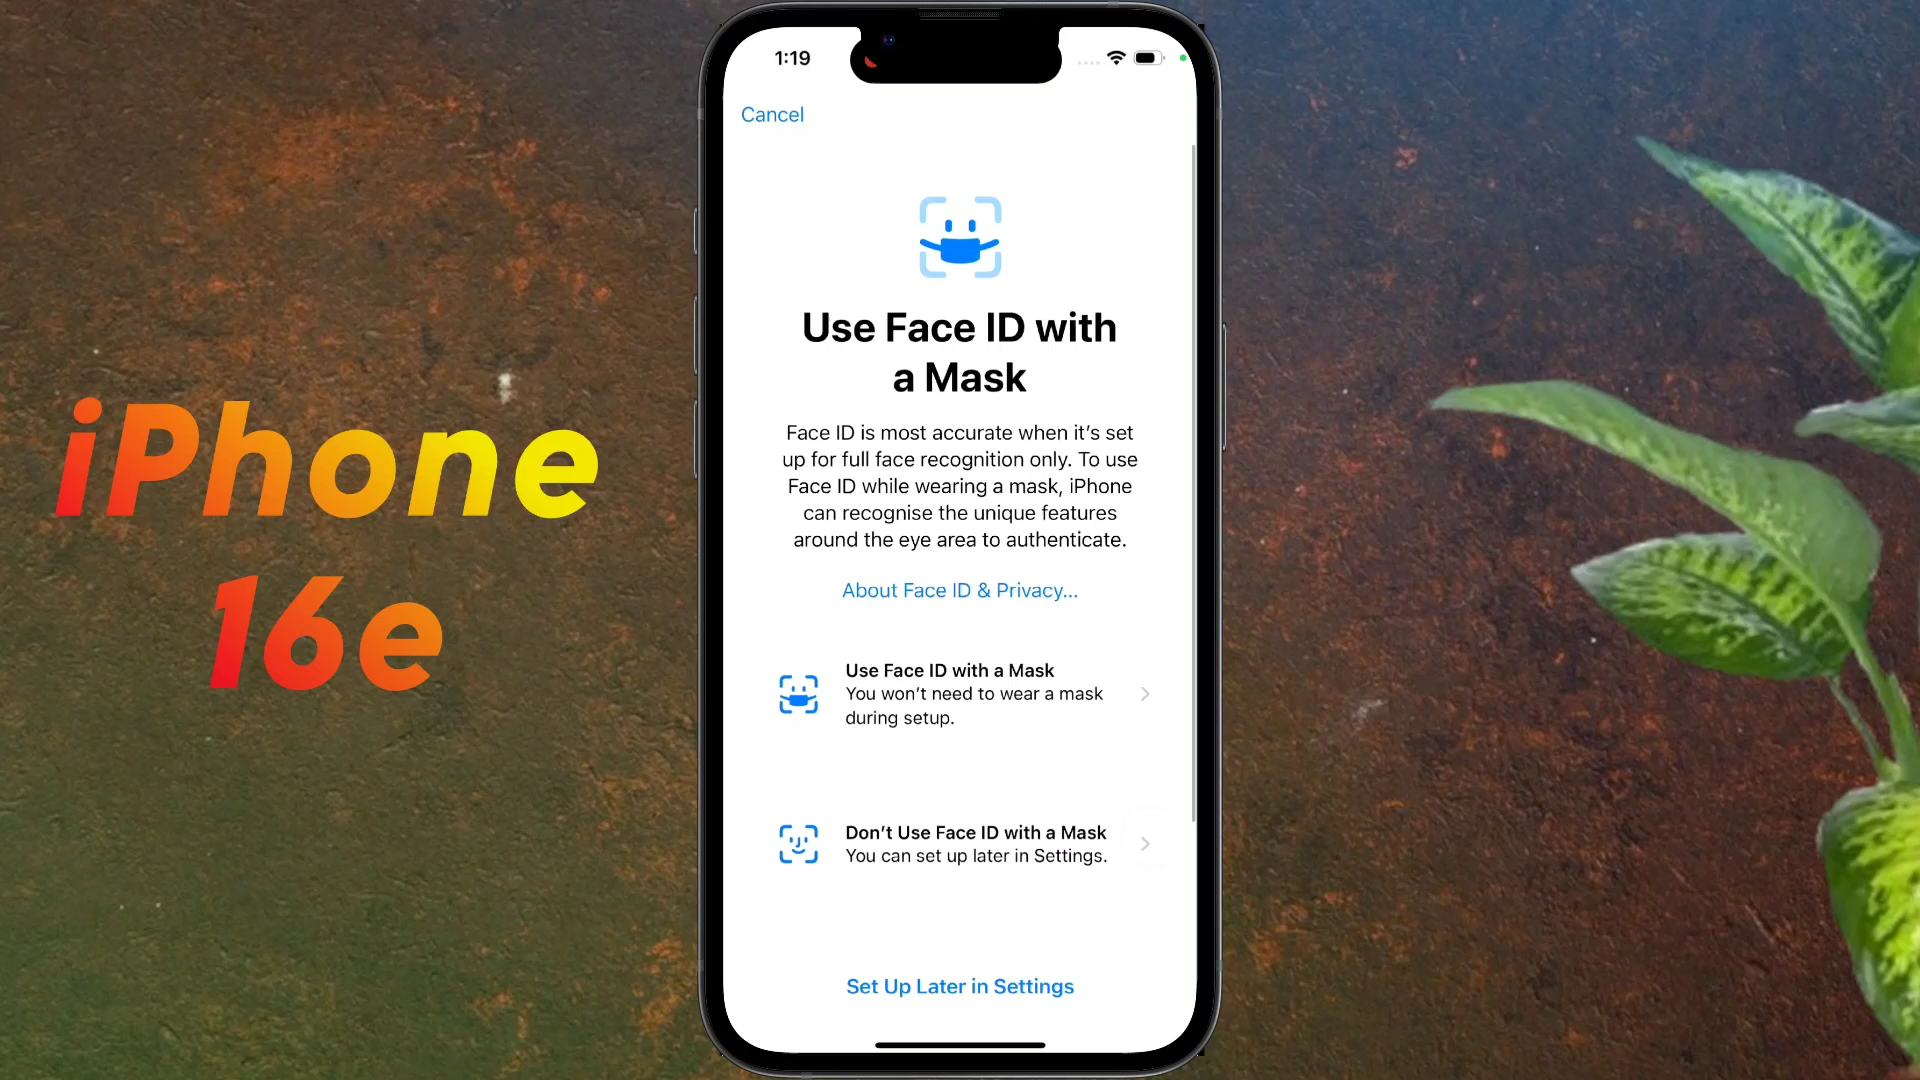 iPhone
16e
1:19
Cancel
Use Face ID with
a Mask
Face ID is most accurate when it’s set
up for full face recognition only. To use
Face ID while wearing a mask, iPhone
can recognise the unique features
around the eye area to authenticate.
About Face ID & Privacy...
Use Face ID with a Mask
You won’t need to wear a mask
during setup.
Don’t Use Face ID with a Mask
You can set up later in Settings.
Set Up Later in Settings